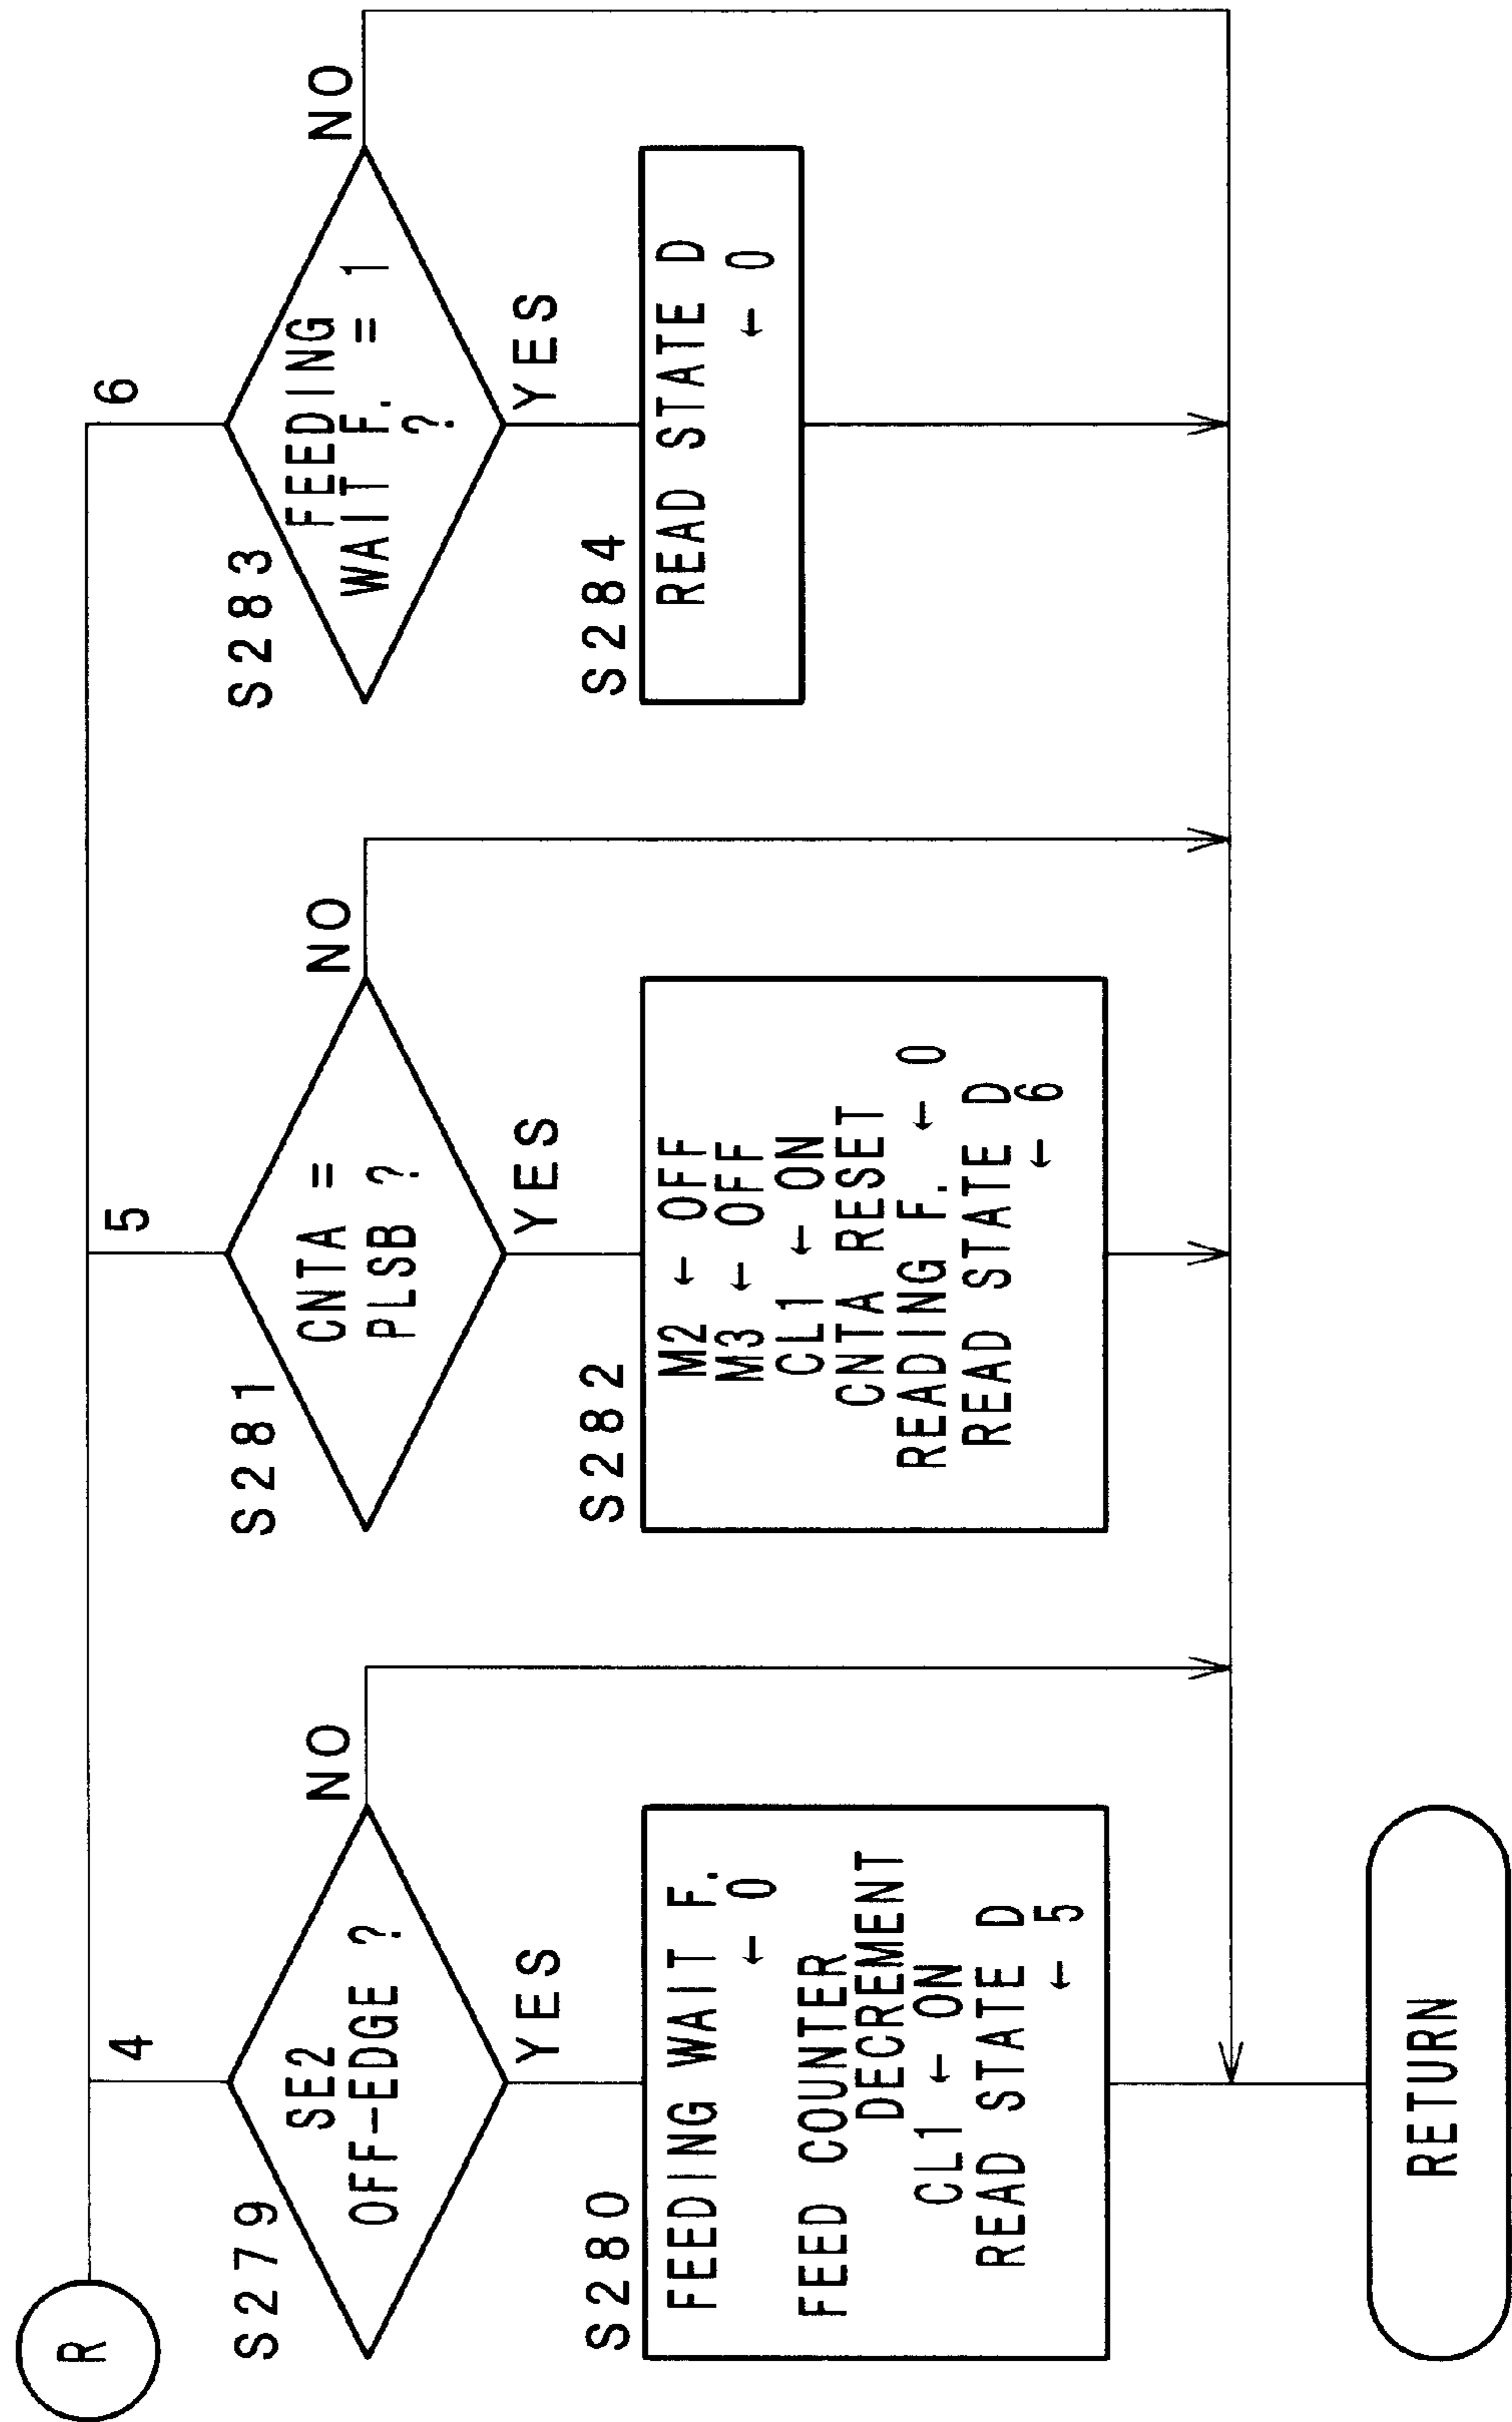 R
4
S279
SE2
OFF-EDGE ?
NO
YES
S280
FEEDING WAIT F.
← 0
FEED COUNTER
DECREMENT
CL1 ← ON
READ STATE D
← 5
5
S281
CNTA =
PLSB ?
NO
YES
S282
M2 ← OFF
M3 ← OFF
CL1 ← ON
CNTA RESET
READING F. ← 0
READ STATE D
← 6
6
S283
FEEDING
WAIT F. = 1
?
NO
YES
S284
READ STATE D
← 0
RETURN